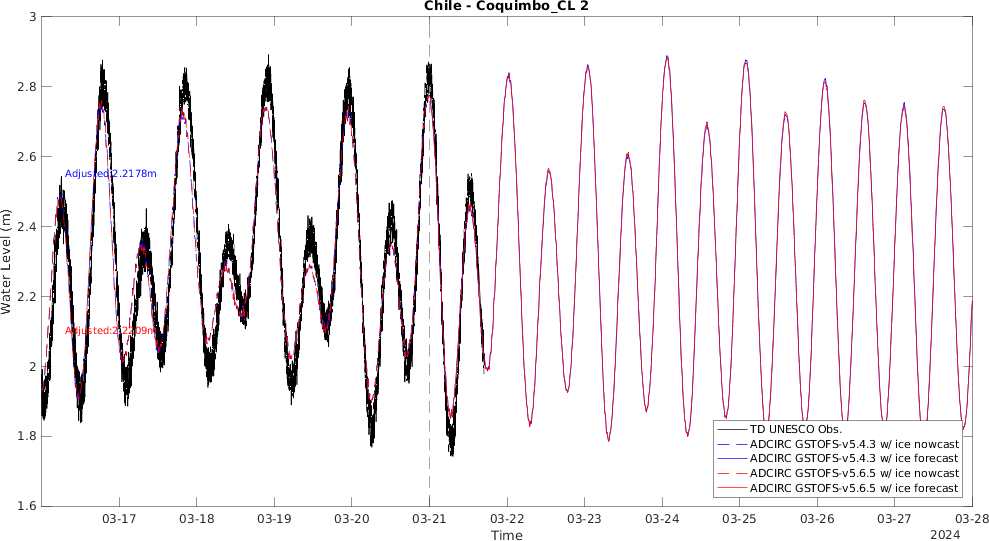 Chile - Coquimbo_CL 2
3
2.8
2.6
2.4
2.2
2
1.8
1.6
Water Level (m)
Adjusted:2.2178m
Adjusted:2.2209m
TD UNESCO Obs.
ADCIRC GSTOFS-v5.4.3 w/ ice nowcast
ADCIRC GSTOFS-v5.4.3 w/ ice forecast
ADCIRC GSTOFS-v5.6.5 w/ ice nowcast
ADCIRC GSTOFS-v5.6.5 w/ ice forecast
03-17 03-18 03-19 03-20 03-21 03-22 03-23 03-24 03-25 03-26 03-27 03-28
Time
2024